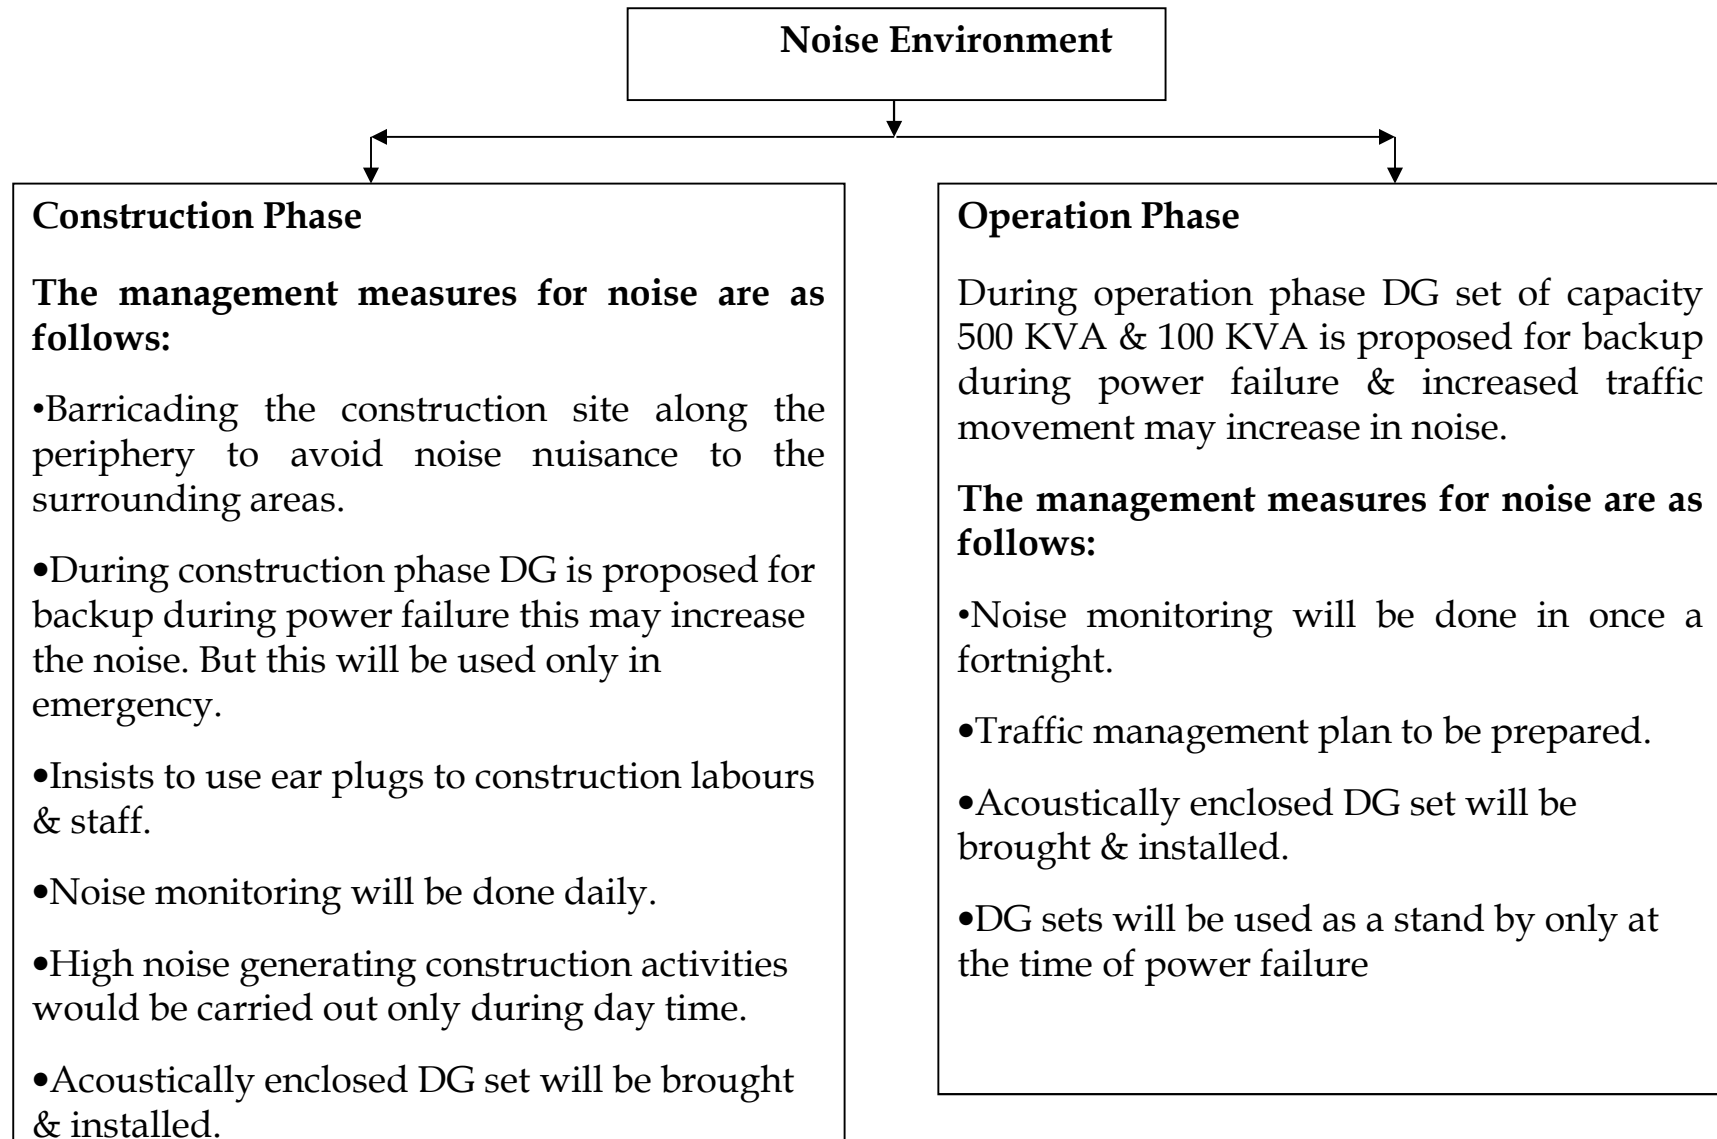 Noise Environment
Construction Phase
The management measures for noise are as
follows:
•Barricading the construction site along the
periphery to avoid noise nuisance to the
surrounding areas.
•During construction phase DG is proposed for
backup during power failure this may increase
the noise. But this will be used only in
emergency.
•Insists to use ear plugs to construction labours
& staff.
•Noise monitoring will be done daily.
•High noise generating construction activities
would be carried out only during day time.
•Acoustically enclosed DG set will be brought
& installed.
Operation Phase
During operation phase DG set of capacity
500 KVA & 100 KVA is proposed for backup
during power failure & increased traffic
movement may increase in noise.
The management measures for noise are as
follows:
•Noise monitoring will be done in once a
fortnight.
•Traffic management plan to be prepared.
•Acoustically enclosed DG set will be
brought & installed.
•DG sets will be used as a stand by only at
the time of power failure